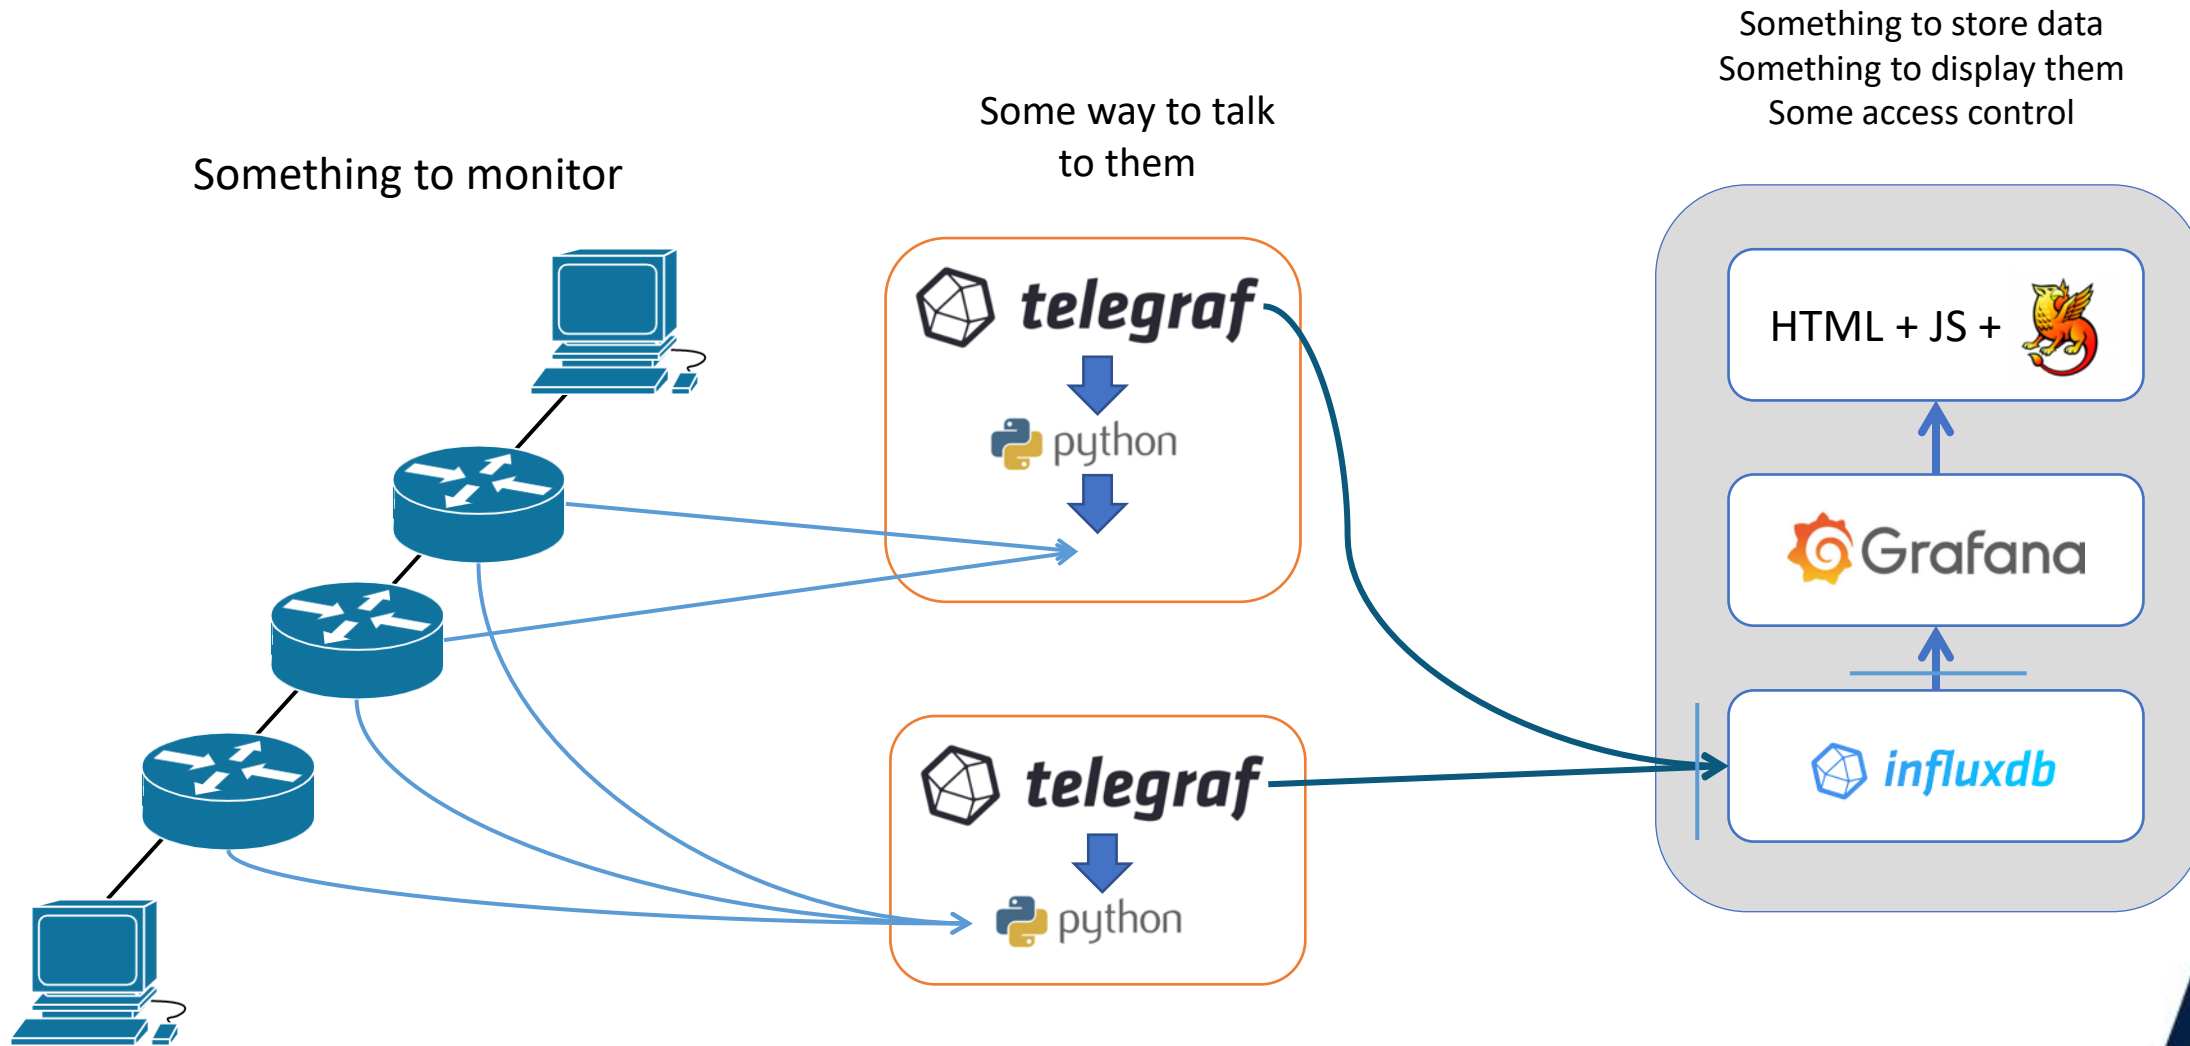 Something to store data
Something to display them
Some access control
Some way to talk
to them
Something to monitor
telegraf
python
telegraf
python
HTML + JS +
Grafana
influxdb